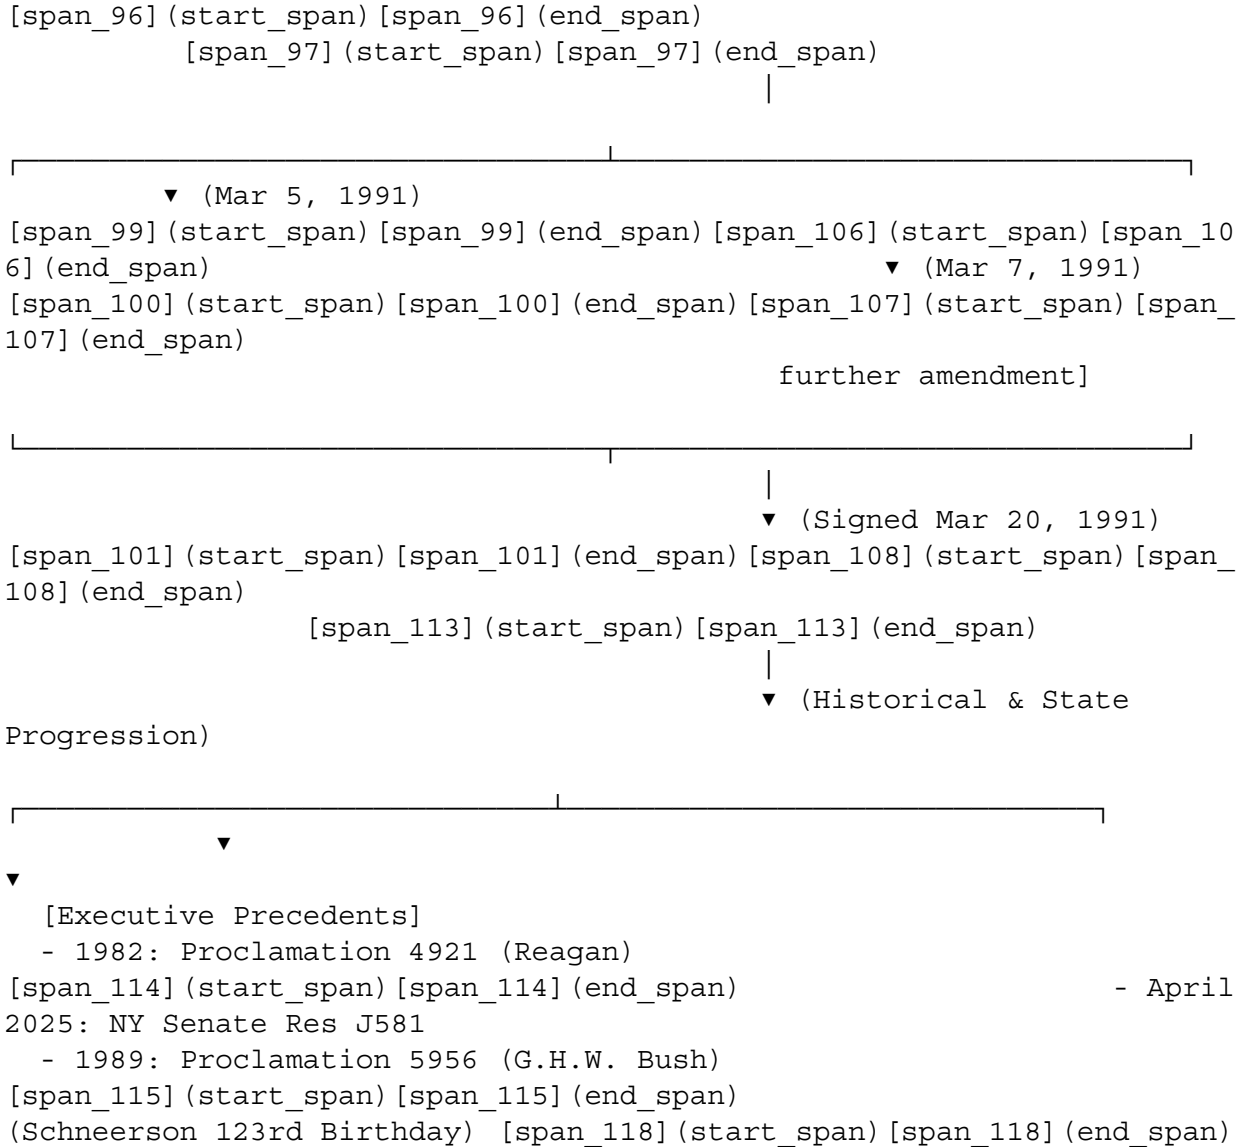 [span_96](start_span)[span_96](end_span)
[span_97](start_span)[span_97](end_span)
│
┌─────────────────────────────────┴────────────────────────────────┐
▼ (Mar 5, 1991)
[span_99](start_span)[span_99](end_span)[span_106](start_span)[span_10
6](end_span) ▼ (Mar 7, 1991)
[span_100](start_span)[span_100](end_span)[span_107](start_span)[span_
107](end_span)
further amendment]
└─────────────────────────────────┬────────────────────────────────┘
│
▼ (Signed Mar 20, 1991)
[span_101](start_span)[span_101](end_span)[span_108](start_span)[span_
108](end_span)
[span_113](start_span)[span_113](end_span)
│
▼ (Historical & State
Progression)
┌──────────────────────────────┴──────────────────────────────┐
▼
▼
[Executive Precedents]
- 1982: Proclamation 4921 (Reagan)
[span_114](start_span)[span_114](end_span) - April
2025: NY Senate Res J581
- 1989: Proclamation 5956 (G.H.W. Bush)
[span_115](start_span)[span_115](end_span)
(Schneerson 123rd Birthday) [span_118](start_span)[span_118](end_span)